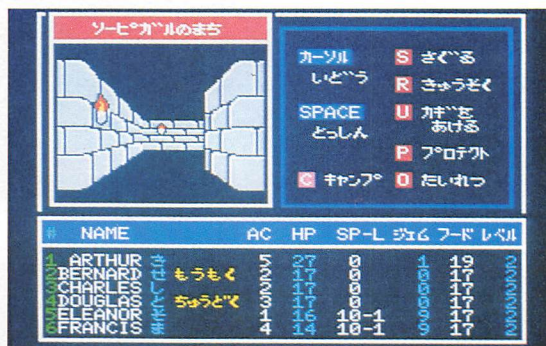 ソーピガルのまち
カーソル
いどう
SPACE
とっしん
C キャンプ
S さぐる
R きゅうそく
U カギを
あける
P プロテクト
O たいれつ
# NAME AC HP SP-L ジェム フード レベル
1 ARTHUR さ 5 27 0 1 19 2
2 BERNARD せ もうもく 2 17 0 0 17 2
3 CHARLES し 2 17 0 0 17 2
4 DOUGLAS と ちゅうどく 3 17 0 0 17 2
5 ELEANOR そ 1 16 10-1 9 17 2
6 FRANCIS ま 4 14 10-1 9 17 2